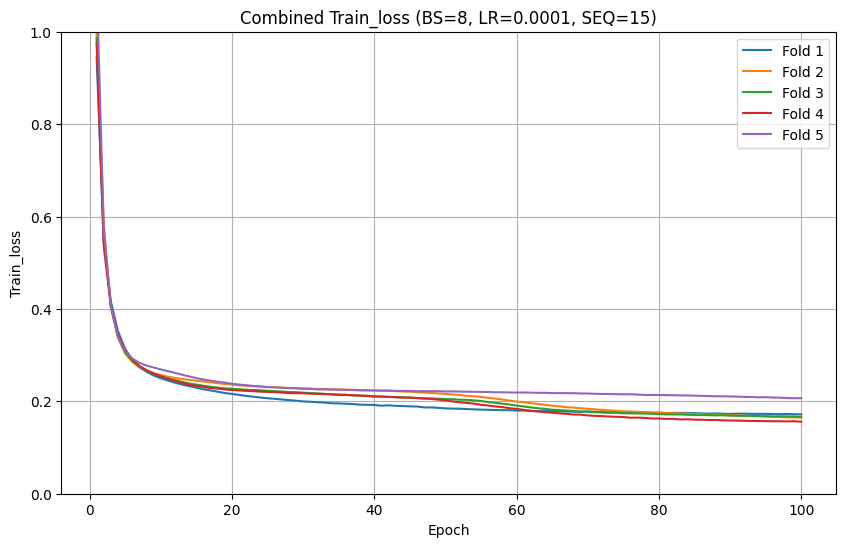 Combined Train_loss (BS=8, LR=0.0001, SEQ=15)
1.0
0.8
0.6
0.4
0.2
0.0
Train_loss
0
20
40
60
80
100
Epoch
Fold 1
Fold 2
Fold 3
Fold 4
Fold 5